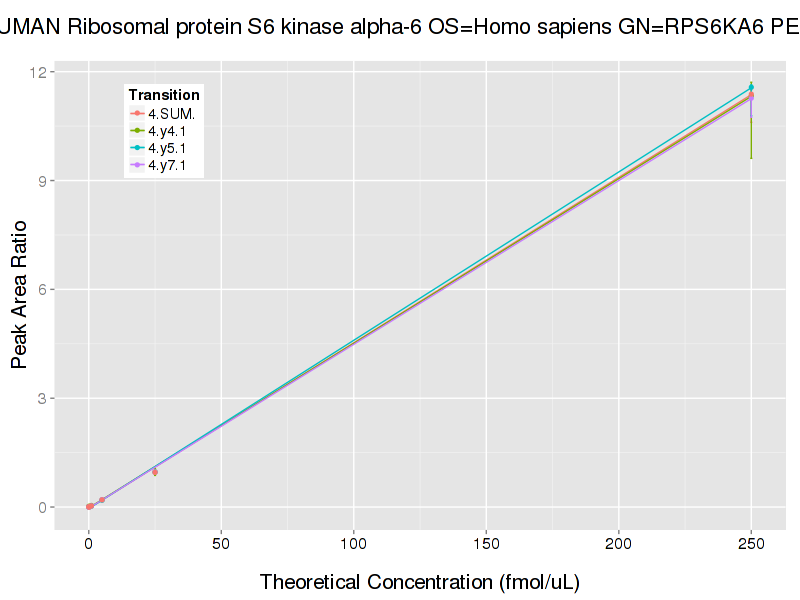 UMAN Ribosomal protein S6 kinase alpha-6 OS=Homo sapiens GN=RPS6KA6 PE
12
9
6
3
0
Peak Area Ratio
Transition
4.SUM.
4.y4.1
4.y5.1
4.y7.1
0 50 100 150 200 250
Theoretical Concentration (fmol/uL)